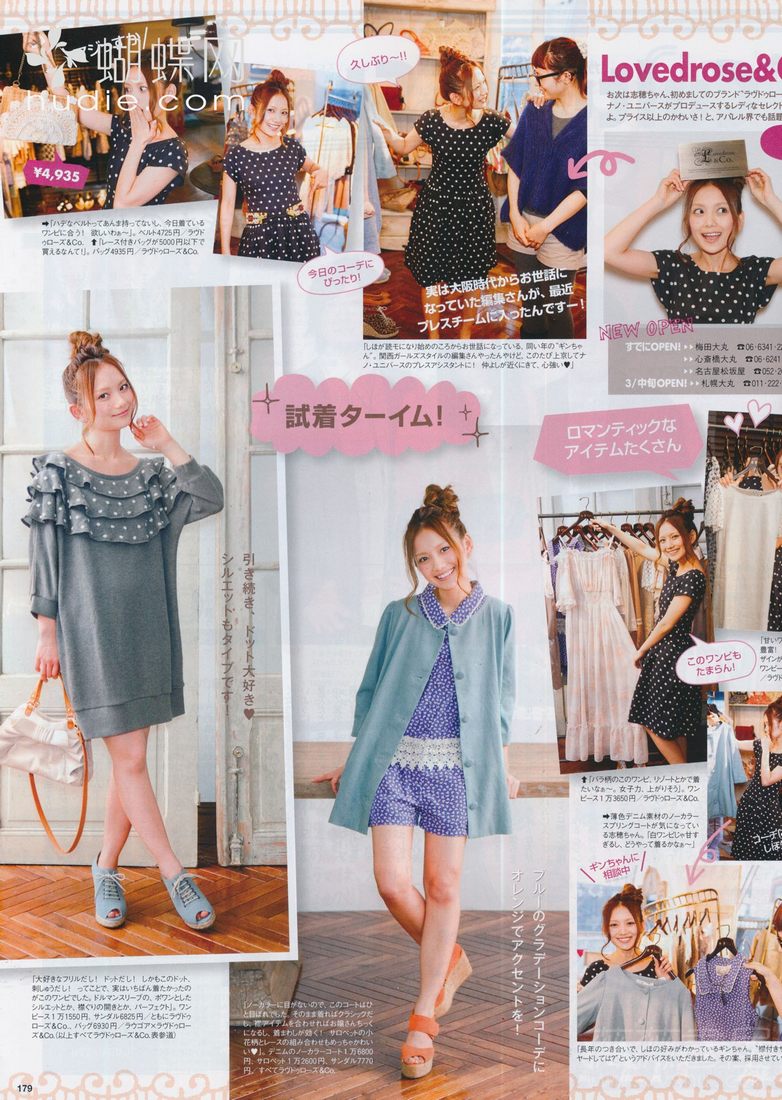 蝴蝶网
nudie.com
¥4,935
➡「ハデなベルトってあんま持ってないし、今日着ている
ワンピに合う! 欲しいわぁ〜」。ベルト4725円/ラヴド
ゥローズ&Co. ⬆「レース付きバッグが5000円以下で
買えるなんて!」。バッグ4935円/ラヴドゥローズ&Co.
今日のコーデに
ぴったり!
久しぶり〜!!
実は大阪時代からお世話に
なっていた編集さんが、最近
プレスチームに入ったんですー!
「しほが読モになり始めのころからお世話になっている、同い年の“ギンちゃ
ん”。関西ガールズスタイルの編集さんやったんやけど、このたび上京してナ
ノ・ユニバースのプレスアシスタントに! 仲よしが近くにきて、心強い♥」
Lovedrose&C
お次は志穂ちゃん、初めましてのブランド“ラヴドゥロー
ナノ・ユニバースがプロデュースするレディなセレクト
よ。プライス以上のかわいさ!と、アパレル界でも話題
Lovedrose
& Co.
NEW OPEN
すでにOPEN! ▶▶▶ 梅田大丸 ☎06・6341・2
▶▶▶ 心斎橋大丸 ☎06・6241
▶▶▶ 名古屋松坂屋 ☎052・26
3/中旬OPEN! ▶▶▶ 札幌大丸 ☎011・222・
試着ターイム!
ロマンティックな
アイテムたくさん
引き続き、ドット大好き♥
シルエットもタイプです!
このワンピも
たまらん!
「甘いワ
豊富!
ザインが
ワンピー
/ラヴド
⬆「バラ柄のこのワンピ、リゾートとかで着
たいなぁ〜。女子力、上がりそう」。ワン
ピース1万3650円/ラヴドゥローズ&Co.
➡薄色デニム素材のノーカラー
スプリングコートが気になっている
志穂ちゃん。「白ワンピじゃ甘す
ぎるし、どうやって着るかなぁ〜」
コーデ
しほ
ギンちゃんに
相談中
ブルーのグラデーションコーデに
オレンジでアクセントを!
「大好きなフリルだし! ドットだし! しかもこのドット、
刺しゅうだし! ってことで、実はいちばん着たかったの
がこのワンピでした。ドルマンスリーブの、ボワンとした
シルエットとか、襟ぐりの開きとか、パーフェクト」。ワン
ピース1万1550円、サンダル6825円/ともにラヴドゥ
ローズ&Co.、バッグ6930円/ラウゴア×ラヴドゥロー
ズ&Co.(以上すべてラヴドゥローズ&Co.表参道)
「ノーカラーに目がないので、このコートはひ
と目ぼれでした。そのまま着ればクラシックだ
し、襟アイテムを合わせればお嬢さんちっく
になるし、着まわし力が効く! サロペットの小
花柄とレースの組み合わせもめっちゃかわい
い♥」。デニムのノーカラーコート1万6800
円、サロペット1万2600円、サンダル7770
円/すべてラヴドゥローズ&Co.
「長年のつき合いで、しほの好みがわかっているギンちゃん。“襟付きサ
ヤードしては?”というアドバイスをいただきました。その案、採用させて
179